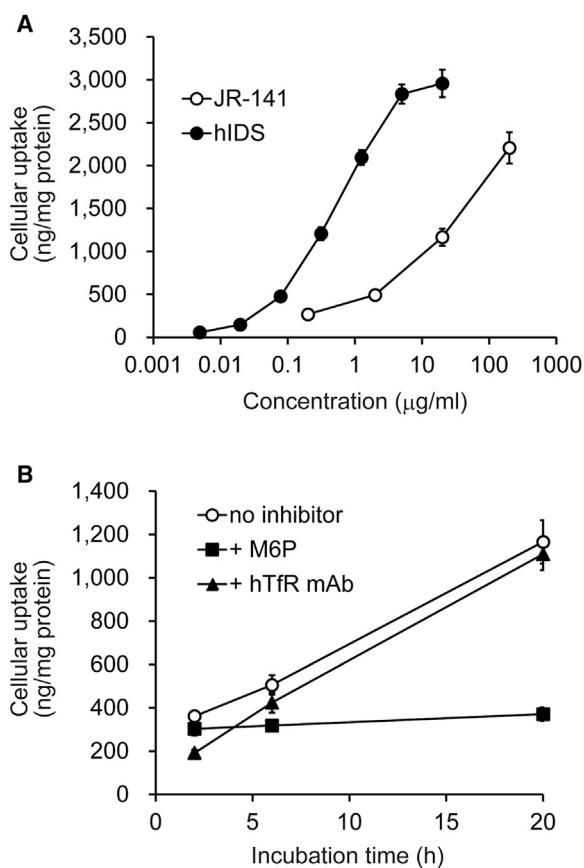 A
3,500
3,000
2,500
2,000
1,500
1,000
500
0
Cellular uptake
(ng/mg protein)
JR-141
hIDS
0.001 0.01 0.1 1 10 100 1000
Concentration (μg/ml)
B
1,400
1,200
1,000
800
600
400
200
0
Cellular uptake
(ng/mg protein)
no inhibitor
+ M6P
+ hTfR mAb
0 5 10 15 20
Incubation time (h)